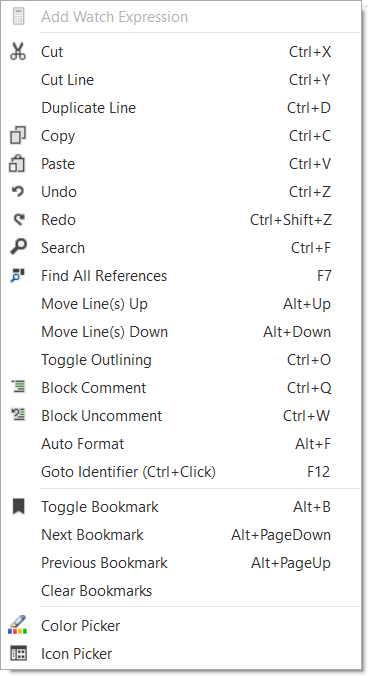 Add Watch Expression
Cut Ctrl+X
Cut Line Ctrl+Y
Duplicate Line Ctrl+D
Copy Ctrl+C
Paste Ctrl+V
Undo Ctrl+Z
Redo Ctrl+Shift+Z
Search Ctrl+F
Find All References F7
Move Line(s) Up Alt+Up
Move Line(s) Down Alt+Down
Toggle Outlining Ctrl+O
Block Comment Ctrl+Q
Block Uncomment Ctrl+W
Auto Format Alt+F
Goto Identifier (Ctrl+Click) F12
Toggle Bookmark Alt+B
Next Bookmark Alt+PageDown
Previous Bookmark Alt+PageUp
Clear Bookmarks
Color Picker
Icon Picker